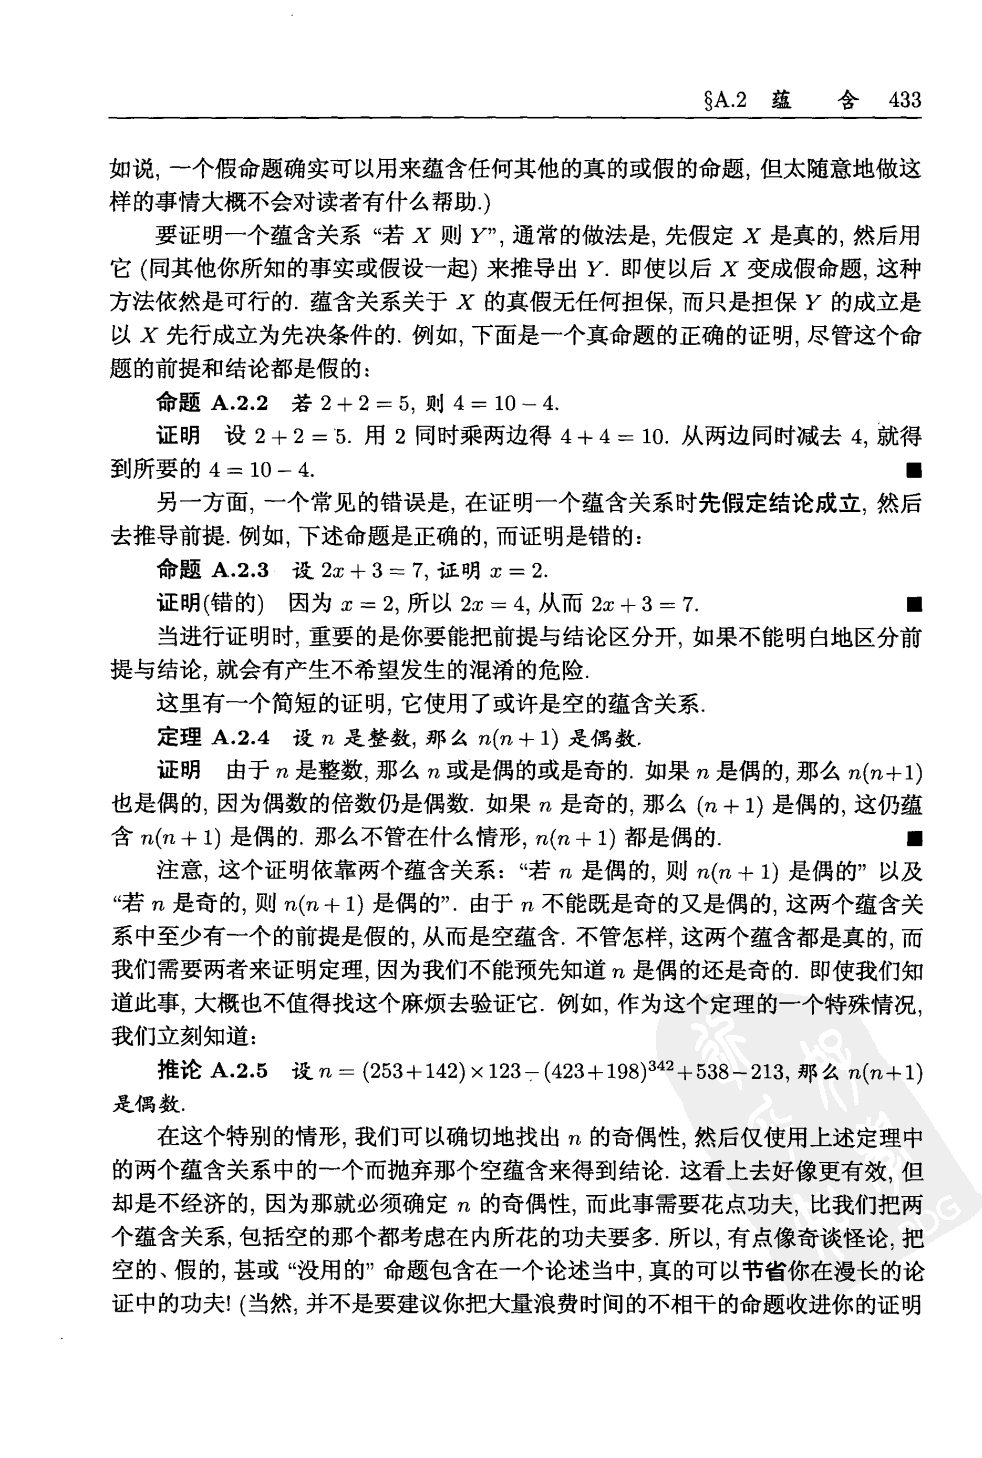 §A.2 蕴 含 433
如说, 一个假命题确实可以用来蕴含任何其他的真的或假的命题, 但太随意地做这
样的事情大概不会对读者有什么帮助.)
要证明一个蕴含关系 “若 X 则 Y”, 通常的做法是, 先假定 X 是真的, 然后用
它 (同其他你所知的事实或假设一起) 来推导出 Y. 即使以后 X 变成假命题, 这种
方法依然是可行的. 蕴含关系关于 X 的真假无任何担保, 而只是担保 Y 的成立是
以 X 先行成立为先决条件的. 例如, 下面是一个真命题的正确的证明, 尽管这个命
题的前提和结论都是假的:
命题 A.2.2 若 2 + 2 = 5, 则 4 = 10 − 4.
证明 设 2 + 2 = 5. 用 2 同时乘两边得 4 + 4 = 10. 从两边同时减去 4, 就得
到所要的 4 = 10 − 4. ■
另一方面, 一个常见的错误是, 在证明一个蕴含关系时先假定结论成立, 然后
去推导前提. 例如, 下述命题是正确的, 而证明是错的:
命题 A.2.3 设 2x + 3 = 7, 证明 x = 2.
证明(错的) 因为 x = 2, 所以 2x = 4, 从而 2x + 3 = 7. ■
当进行证明时, 重要的是你要能把前提与结论区分开, 如果不能明白地区分前
提与结论, 就会有产生不希望发生的混淆的危险.
这里有一个简短的证明, 它使用了或许是空的蕴含关系.
定理 A.2.4 设 n 是整数, 那么 n(n + 1) 是偶数.
证明 由于 n 是整数, 那么 n 或是偶的或是奇的. 如果 n 是偶的, 那么 n(n+1)
也是偶的, 因为偶数的倍数仍是偶数. 如果 n 是奇的, 那么 (n + 1) 是偶的, 这仍蕴
含 n(n + 1) 是偶的. 那么不管在什么情形, n(n + 1) 都是偶的. ■
注意, 这个证明依靠两个蕴含关系: “若 n 是偶的, 则 n(n + 1) 是偶的” 以及
“若 n 是奇的, 则 n(n + 1) 是偶的”. 由于 n 不能既是奇的又是偶的, 这两个蕴含关
系中至少有一个的前提是假的, 从而是空蕴含. 不管怎样, 这两个蕴含都是真的, 而
我们需要两者来证明定理, 因为我们不能预先知道 n 是偶的还是奇的. 即使我们知
道此事, 大概也不值得找这个麻烦去验证它. 例如, 作为这个定理的一个特殊情况,
我们立刻知道:
推论 A.2.5 设 n = (253+142)×123−(423+198)³⁴²+538−213, 那么 n(n+1)
是偶数.
在这个特别的情形, 我们可以确切地找出 n 的奇偶性, 然后仅使用上述定理中
的两个蕴含关系中的一个而抛弃那个空蕴含来得到结论. 这看上去好像更有效, 但
却是不经济的, 因为那就必须确定 n 的奇偶性, 而此事需要花点功夫, 比我们把两
个蕴含关系, 包括空的那个都考虑在内所花的功夫要多. 所以, 有点像奇谈怪论, 把
空的、假的, 甚或 “没用的” 命题包含在一个论述当中, 真的可以节省你在漫长的论
证中的功夫! (当然, 并不是要建议你把大量浪费时间的不相干的命题收进你的证明